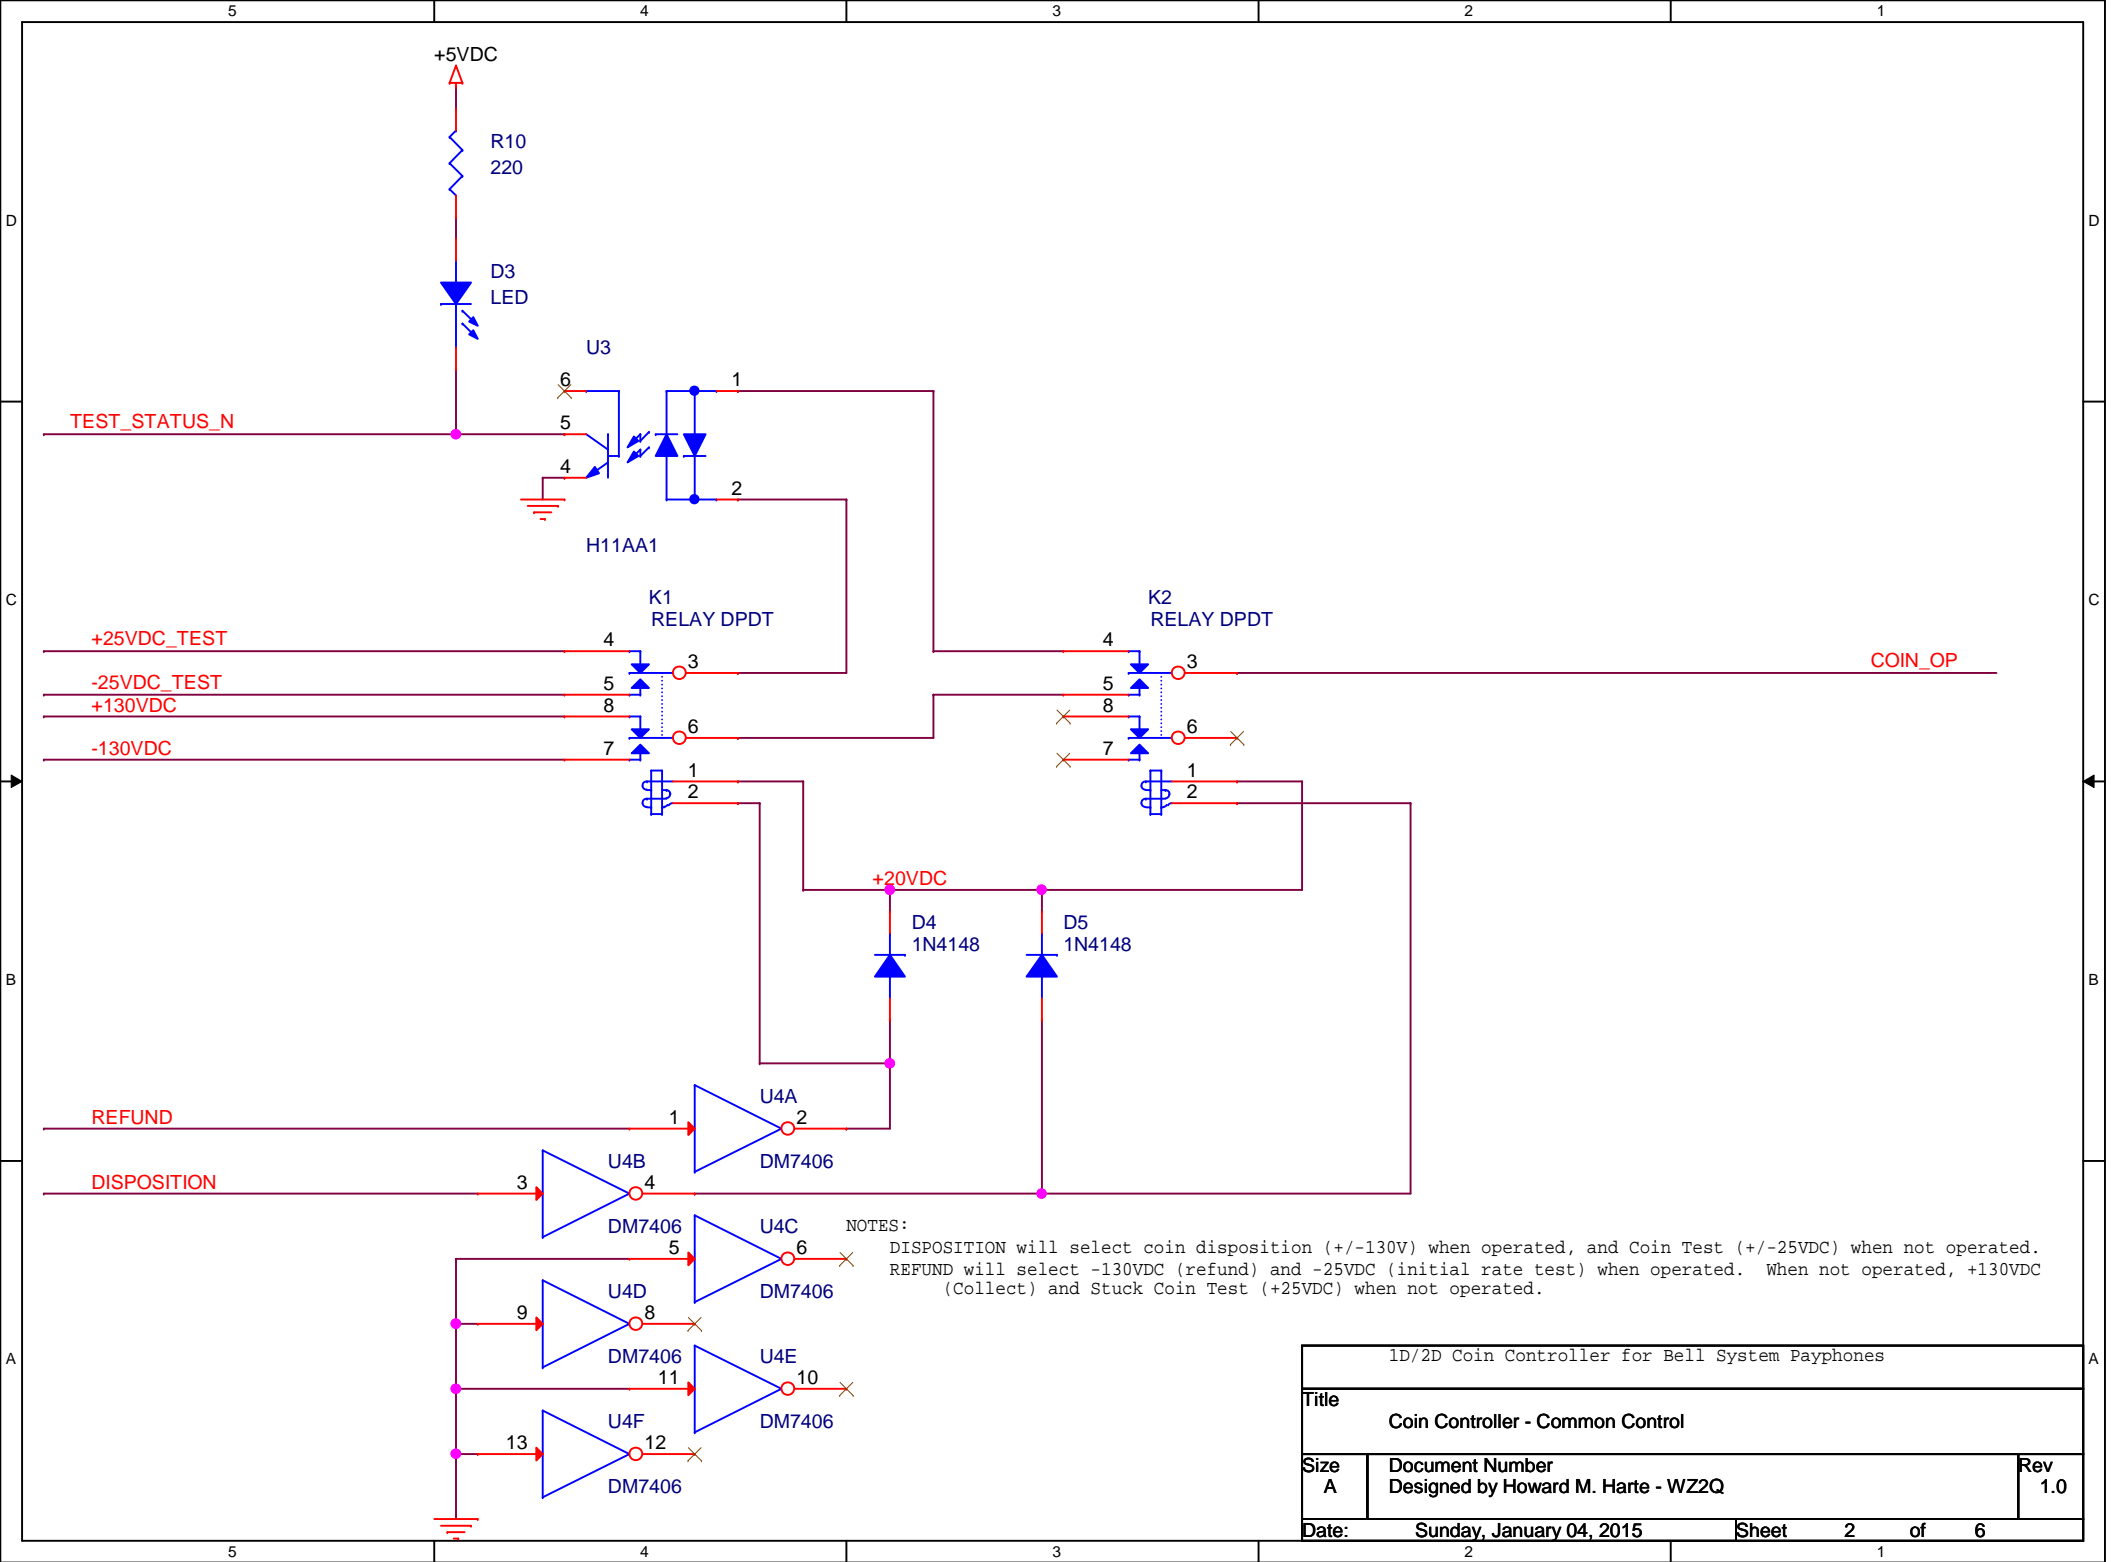 5 4 3 2 1
+5VDC
R10
220
D D
D3
LED
U3
6 1
TEST_STATUS_N 5
4
2
H11AA1
C C
K1 K2
RELAY DPDT RELAY DPDT
+25VDC_TEST 4 4
3 3 COIN_OP
-25VDC_TEST 5 5
+130VDC 8 8
6 6
-130VDC 7 7
1 1
2 2
+20VDC
D4 D5
1N4148 1N4148
B B
U4A
REFUND 1 2
DM7406
U4B
DISPOSITION 3 4
DM7406
U4C
5 6
DM7406
NOTES:
DISPOSITION will select coin disposition (+/-130V) when operated, and Coin Test (+/-25VDC) when not operated.
REFUND will select -130VDC (refund) and -25VDC (initial rate test) when operated. When not operated, +130VDC
(Collect) and Stuck Coin Test (+25VDC) when not operated.
U4D
9 8
DM7406
U4E
11 10
DM7406
U4F
13 12
DM7406
A A
1D/2D Coin Controller for Bell System Payphones
Title
Coin Controller - Common Control
Size Document Number Rev
A Designed by Howard M. Harte - WZ2Q 1.0
Date: Sunday, January 04, 2015 Sheet 2 of 6
5 4 3 2 1